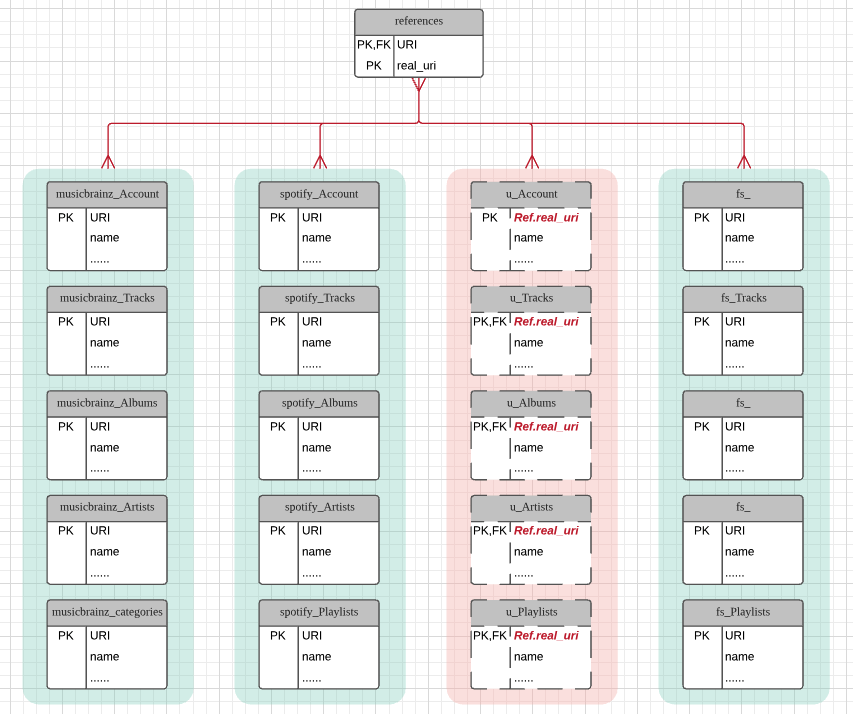 references
PK,FK URI
PK real_uri
musicbrainz_Account
PK URI
name
......
musicbrainz_Tracks
PK URI
name
......
musicbrainz_Albums
PK URI
name
......
musicbrainz_Artists
PK URI
name
......
musicbrainz_categories
PK URI
name
......
spotify_Account
PK URI
name
......
spotify_Tracks
PK URI
name
......
spotify_Albums
PK URI
name
......
spotify_Artists
PK URI
name
......
spotify_Playlists
PK URI
name
......
u_Account
PK Ref.real_uri
name
......
u_Tracks
PK,FK Ref.real_uri
name
......
u_Albums
PK,FK Ref.real_uri
name
......
u_Artists
PK,FK Ref.real_uri
name
......
u_Playlists
PK,FK Ref.real_uri
name
......
fs_
PK URI
name
......
fs_Tracks
PK URI
name
......
fs_
PK URI
name
......
fs_
PK URI
name
......
fs_Playlists
PK URI
name
......